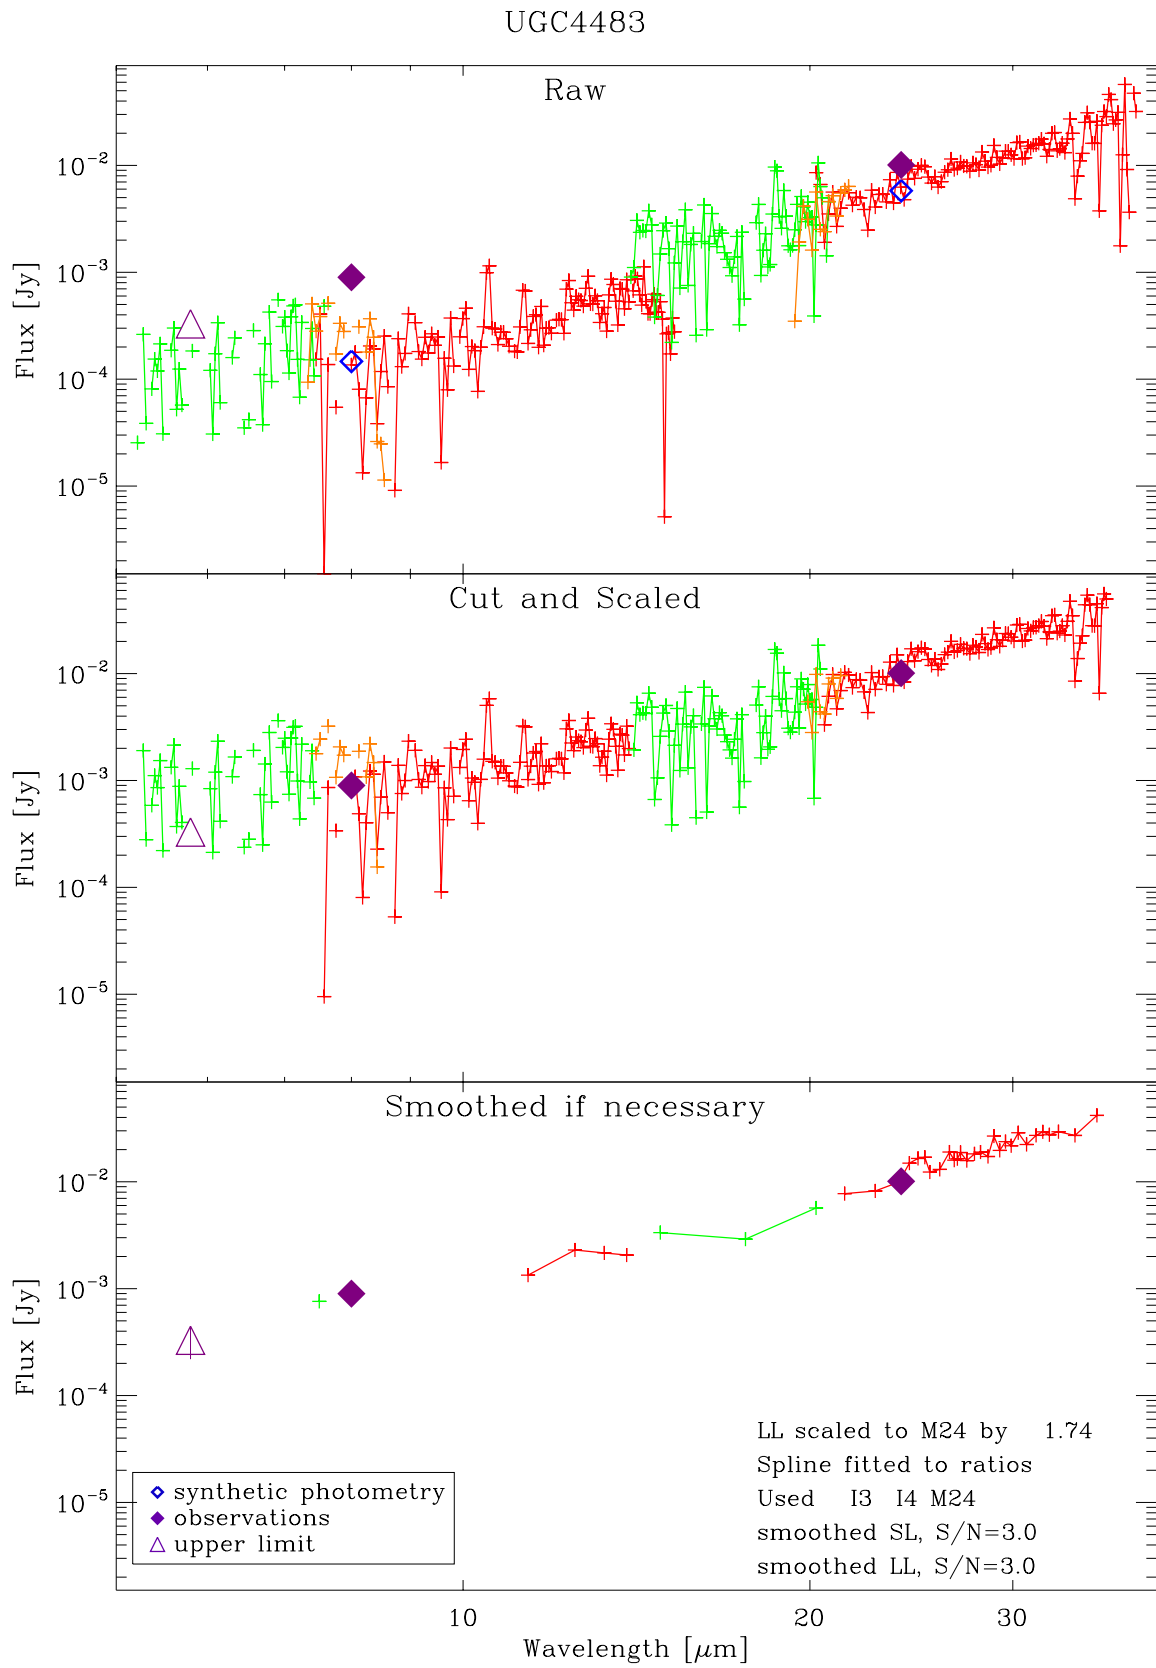 UGC4483
Raw
10⁻²
10⁻³
10⁻⁴
10⁻⁵
Flux [Jy]
Cut and Scaled
10⁻²
10⁻³
10⁻⁴
10⁻⁵
Flux [Jy]
Smoothed if necessary
10⁻²
10⁻³
10⁻⁴
10⁻⁵
Flux [Jy]
LL scaled to M24 by 1.74
Spline fitted to ratios
Used I3 I4 M24
smoothed SL, S/N=3.0
smoothed LL, S/N=3.0
synthetic photometry
observations
upper limit
10 20 30
Wavelength [μm]